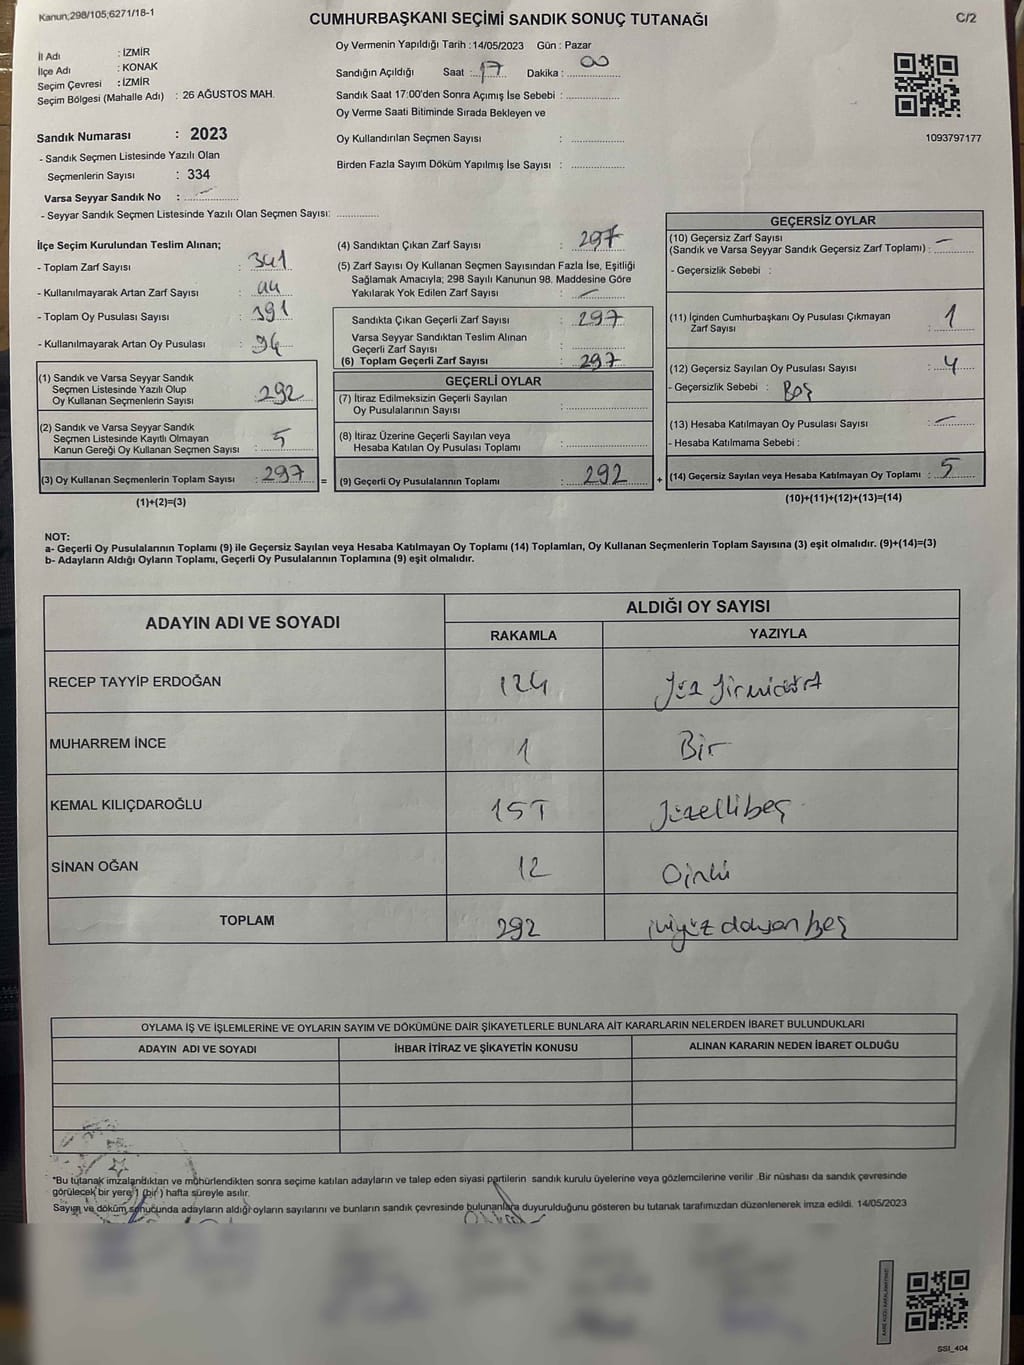 Kanun;298/105;6271/18-1
CUMHURBAŞKANI SEÇİMİ SANDIK SONUÇ TUTANAĞI
C/2
İl Adı : İZMİR
İlçe Adı : KONAK
Seçim Çevresi : İZMİR
Seçim Bölgesi (Mahalle Adı) : 26 AĞUSTOS MAH.
Sandık Numarası : 2023
- Sandık Seçmen Listesinde Yazılı Olan
Seçmenlerin Sayısı : 334
Varsa Seyyar Sandık No :
- Seyyar Sandık Seçmen Listesinde Yazılı Olan Seçmen Sayısı:
Oy Vermenin Yapıldığı Tarih :14/05/2023 Gün : Pazar
Sandığın Açıldığı Saat : 17 Dakika : 00
Sandık Saat 17:00'den Sonra Açımış İse Sebebi :
Oy Verme Saati Bitiminde Sırada Bekleyen ve
Oy Kullandırılan Seçmen Sayısı :
Birden Fazla Sayım Döküm Yapılmış İse Sayısı :
1093797177
İlçe Seçim Kurulundan Teslim Alınan;
- Toplam Zarf Sayısı : 341
- Kullanılmayarak Artan Zarf Sayısı : 44
- Toplam Oy Pusulası Sayısı : 391
- Kullanılmayarak Artan Oy Pusulası : 94
(1) Sandık ve Varsa Seyyar Sandık
Seçmen Listesinde Yazılı Olup
Oy Kullanan Seçmenlerin Sayısı : 292
(2) Sandık ve Varsa Seyyar Sandık
Seçmen Listesinde Kayıtlı Olmayan
Kanun Gereği Oy Kullanan Seçmen Sayısı : 5
(3) Oy Kullanan Seçmenlerin Toplam Sayısı : 297 =
(1)+(2)=(3)
(4) Sandıktan Çıkan Zarf Sayısı : 297
(5) Zarf Sayısı Oy Kullanan Seçmen Sayısından Fazla İse, Eşitliği
Sağlamak Amacıyla; 298 Sayılı Kanunun 98. Maddesine Göre
Yakılarak Yok Edilen Zarf Sayısı :
Sandıkta Çıkan Geçerli Zarf Sayısı : 297
Varsa Seyyar Sandıktan Teslim Alınan
Geçerli Zarf Sayısı :
(6) Toplam Geçerli Zarf Sayısı : 297
GEÇERLİ OYLAR
(7) İtiraz Edilmeksizin Geçerli Sayılan
Oy Pusulalarının Sayısı :
(8) İtiraz Üzerine Geçerli Sayılan veya
Hesaba Katılan Oy Pusulası Toplamı :
(9) Geçerli Oy Pusulalarının Toplamı : 292 +
GEÇERSİZ OYLAR
(10) Geçersiz Zarf Sayısı
(Sandık ve Varsa Seyyar Sandık Geçersiz Zarf Toplamı) :
- Geçersizlik Sebebi :
(11) İçinden Cumhurbaşkanı Oy Pusulası Çıkmayan
Zarf Sayısı : 1
(12) Geçersiz Sayılan Oy Pusulası Sayısı : 4
- Geçersizlik Sebebi : Boş
(13) Hesaba Katılmayan Oy Pusulası Sayısı :
- Hesaba Katılmama Sebebi :
(14) Geçersiz Sayılan veya Hesaba Katılmayan Oy Toplamı : 5
(10)+(11)+(12)+(13)=(14)
NOT:
a- Geçerli Oy Pusulalarının Toplamı (9) ile Geçersiz Sayılan veya Hesaba Katılmayan Oy Toplamı (14) Toplamları, Oy Kullanan Seçmenlerin Toplam Sayısına (3) eşit olmalıdır. (9)+(14)=(3)
b- Adayların Aldığı Oyların Toplamı, Geçerli Oy Pusulalarının Toplamına (9) eşit olmalıdır.
ADAYIN ADI VE SOYADI
ALDIĞI OY SAYISI
RAKAMLA YAZIYLA
RECEP TAYYİP ERDOĞAN 124 Yüz Yirmidört
MUHARREM İNCE 1 Bir
KEMAL KILIÇDAROĞLU 155 Yüzellibeş
SİNAN OĞAN 12 Oniki
TOPLAM 292 ikiyüz doksan beş
OYLAMA İŞ VE İŞLEMLERİNE VE OYLARIN SAYIM VE DÖKÜMÜNE DAİR ŞİKAYETLERLE BUNLARA AİT KARARLARIN NELERDEN İBARET BULUNDUKLARI
ADAYIN ADI VE SOYADI İHBAR İTİRAZ VE ŞİKAYETİN KONUSU ALINAN KARARIN NEDEN İBARET OLDUĞU
*Bu tutanak imzalandıktan ve mühürlendikten sonra seçime katılan adayların ve talep eden siyasi partilerin sandık kurulu üyelerine veya gözlemcilerine verilir .Bir nüshası da sandık çevresinde
görülecek bir yere 1 (bir ) hafta süreyle asılır.
Sayım ve döküm sonucunda adayların aldığı oyların sayılarını ve bunların sandık çevresinde bulunanlara duyurulduğunu gösteren bu tutanak tarafımızdan düzenlenerek imza edildi. 14/05/2023
SSI_404